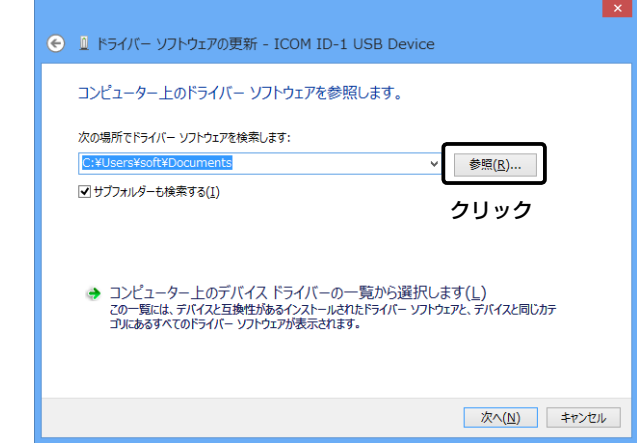 ドライバー ソフトウェアの更新 - ICOM ID-1 USB Device
コンピューター上のドライバー ソフトウェアを参照します。
次の場所でドライバー ソフトウェアを検索します:
C:¥Users¥soft¥Documents
参照(R)...
サブフォルダーも検索する(I)
クリック
コンピューター上のデバイス ドライバーの一覧から選択します(L)
この一覧には、デバイスと互換性があるインストールされたドライバー ソフトウェアと、デバイスと同じカテ
ゴリにあるすべてのドライバー ソフトウェアが表示されます。
次へ(N)
キャンセル